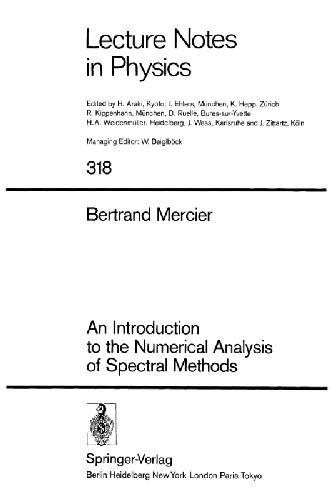 Lecture Notes
in Physics
Edited by H. Araki, Kyoto, J. Ehlers, München, K. Hepp, Zürich
R. Kippenhahn, München, D. Ruelle, Bures-sur-Yvette
H.A. Weidenmüller, Heidelberg, J. Wess, Karlsruhe and J. Zittartz, Köln
Managing Editor: W. Beiglböck
318
Bertrand Mercier
An Introduction
to the Numerical Analysis
of Spectral Methods
Springer-Verlag
Berlin Heidelberg New York London Paris Tokyo